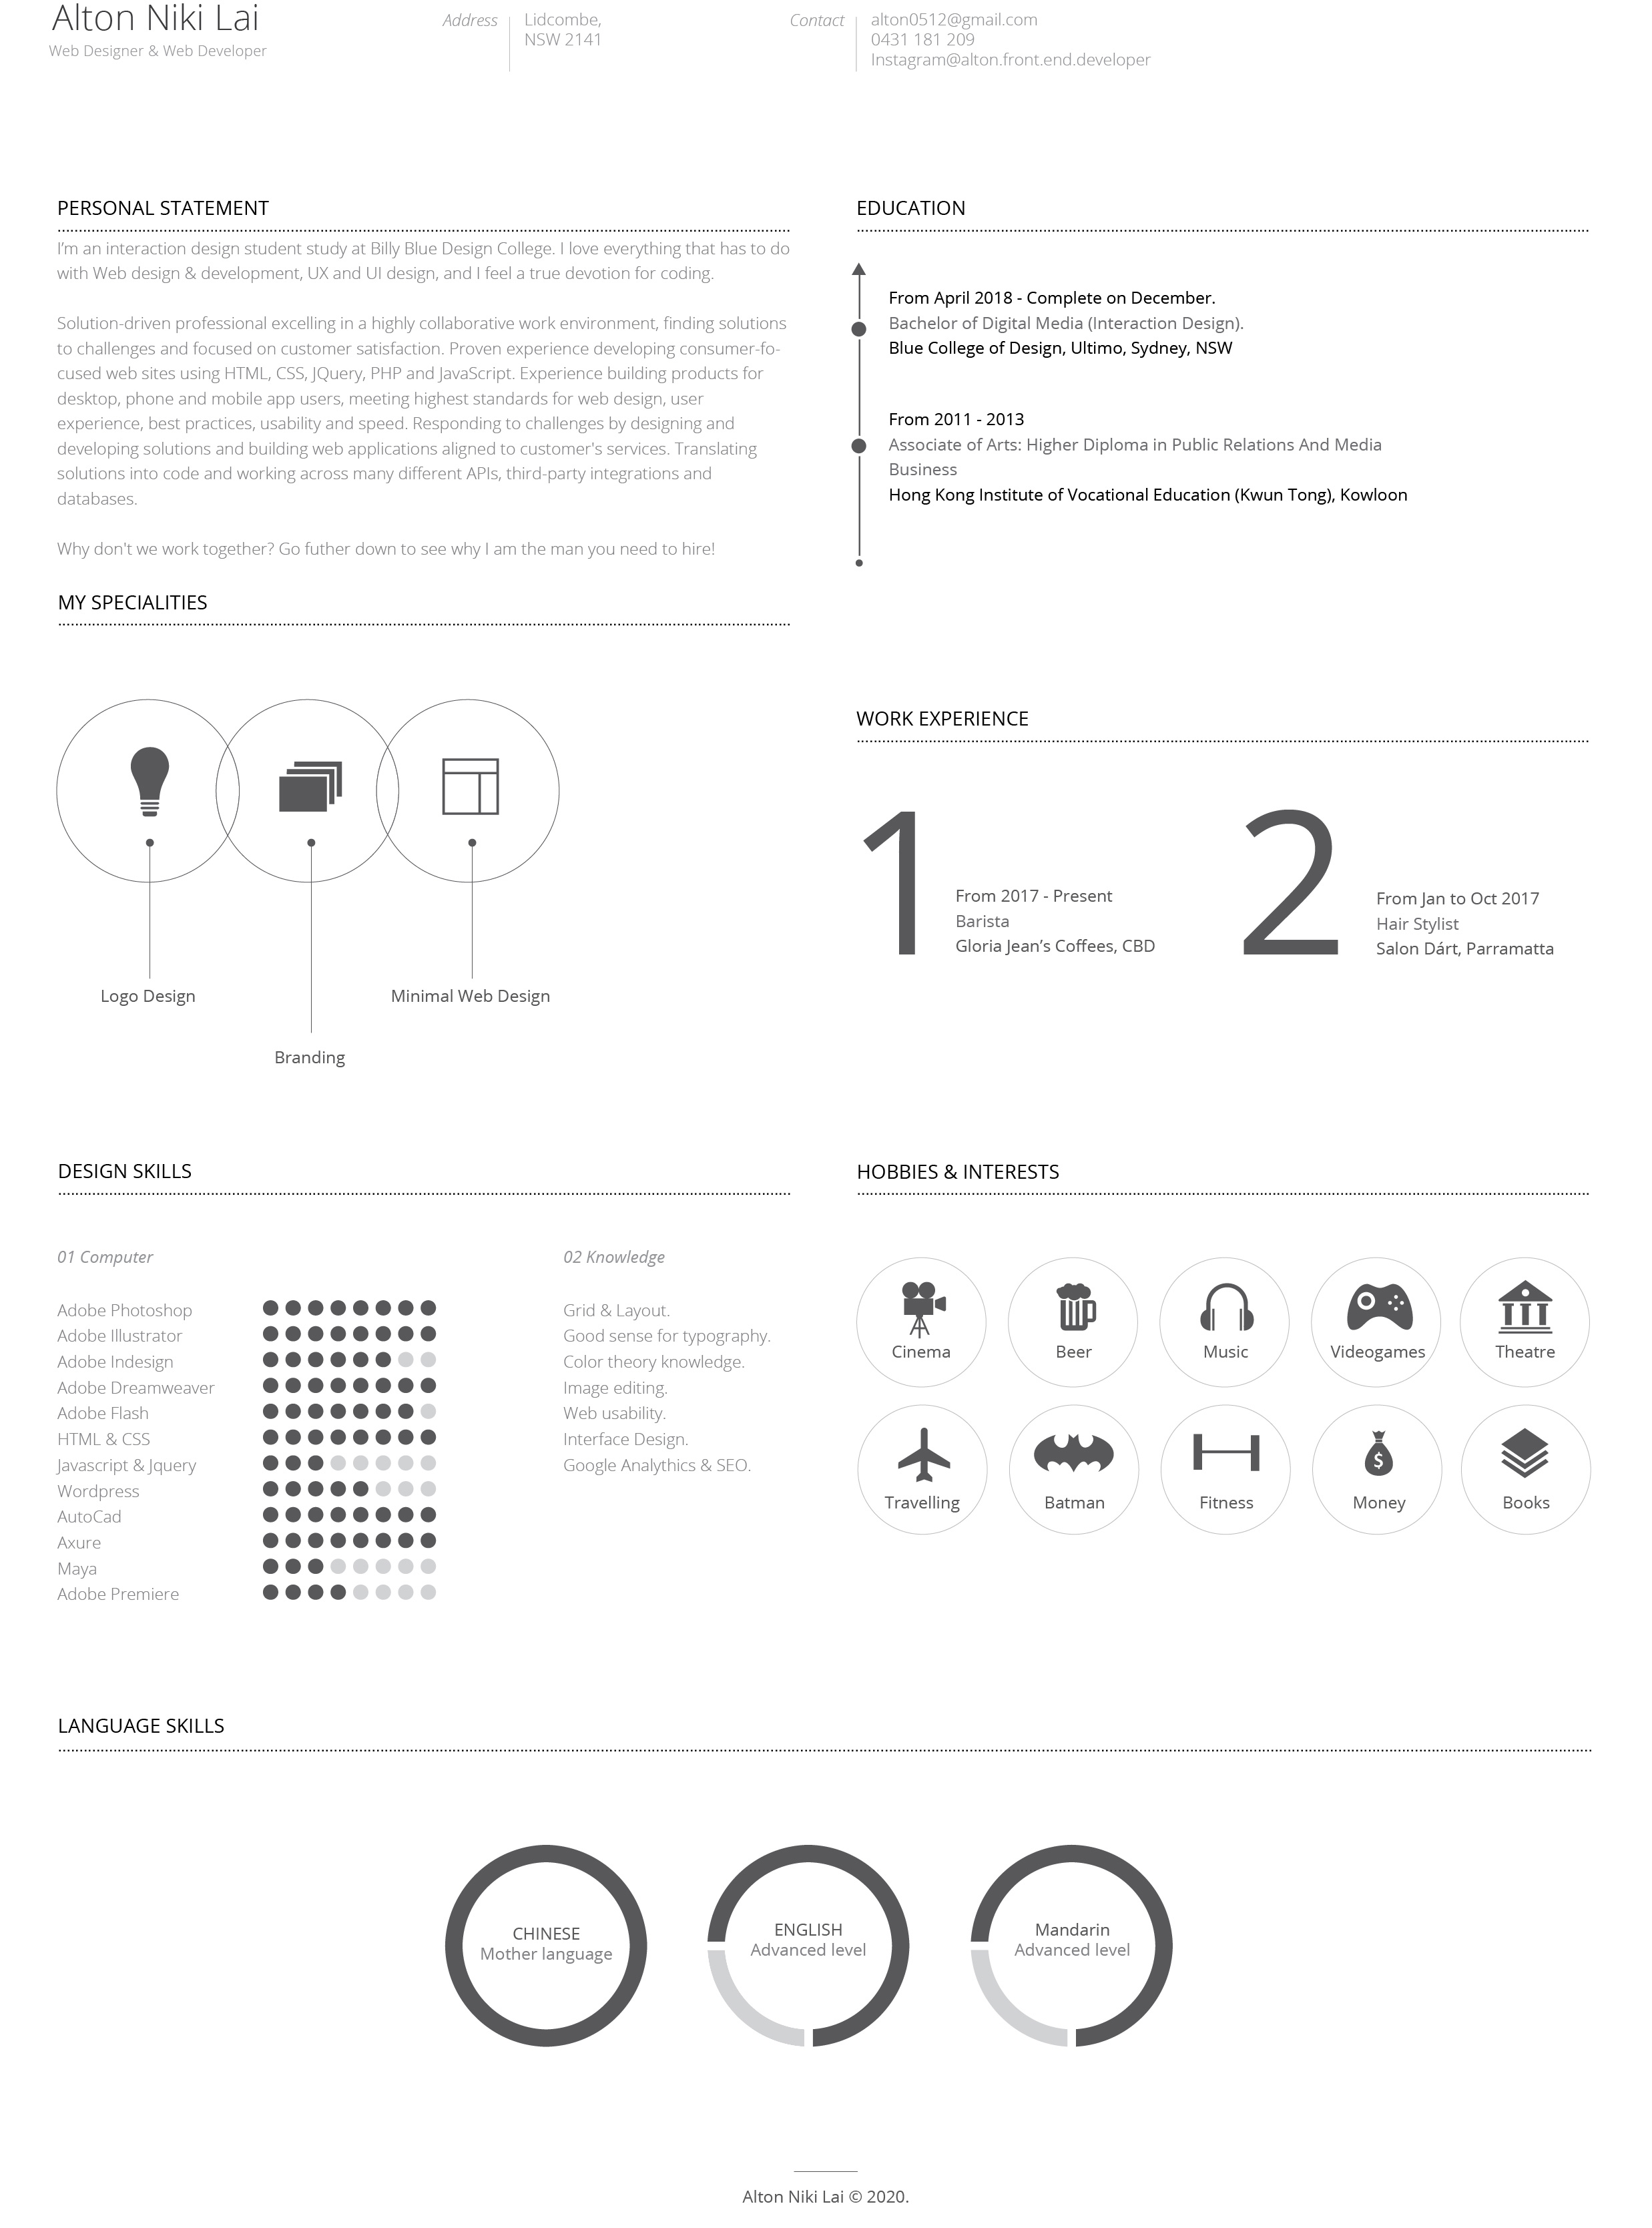 Alton Niki Lai
Web Designer & Web Developer
Address
Lidcombe,
NSW 2141
Contact
alton0512@gmail.com
0431 181 209
Instagram@alton.front.end.developer
PERSONAL STATEMENT
I’m an interaction design student study at Billy Blue Design College. I love everything that has to do
with Web design & development, UX and UI design, and I feel a true devotion for coding.
Solution-driven professional excelling in a highly collaborative work environment, finding solutions
to challenges and focused on customer satisfaction. Proven experience developing consumer-fo-
cused web sites using HTML, CSS, JQuery, PHP and JavaScript. Experience building products for
desktop, phone and mobile app users, meeting highest standards for web design, user
experience, best practices, usability and speed. Responding to challenges by designing and
developing solutions and building web applications aligned to customer's services. Translating
solutions into code and working across many different APIs, third-party integrations and
databases.
Why don't we work together? Go futher down to see why I am the man you need to hire!
EDUCATION
From April 2018 - Complete on December.
Bachelor of Digital Media (Interaction Design).
Blue College of Design, Ultimo, Sydney, NSW
From 2011 - 2013
Associate of Arts: Higher Diploma in Public Relations And Media
Business
Hong Kong Institute of Vocational Education (Kwun Tong), Kowloon
MY SPECIALITIES
Logo Design
Branding
Minimal Web Design
WORK EXPERIENCE
1
From 2017 - Present
Barista
Gloria Jean’s Coffees, CBD
2
From Jan to Oct 2017
Hair Stylist
Salon Dárt, Parramatta
DESIGN SKILLS
01 Computer
Adobe Photoshop
Adobe Illustrator
Adobe Indesign
Adobe Dreamweaver
Adobe Flash
HTML & CSS
Javascript & Jquery
Wordpress
AutoCad
Axure
Maya
Adobe Premiere
02 Knowledge
Grid & Layout.
Good sense for typography.
Color theory knowledge.
Image editing.
Web usability.
Interface Design.
Google Analythics & SEO.
HOBBIES & INTERESTS
Cinema
Beer
Music
Videogames
Theatre
Travelling
Batman
Fitness
$
Money
Books
LANGUAGE SKILLS
CHINESE
Mother language
ENGLISH
Advanced level
Mandarin
Advanced level
Alton Niki Lai © 2020.